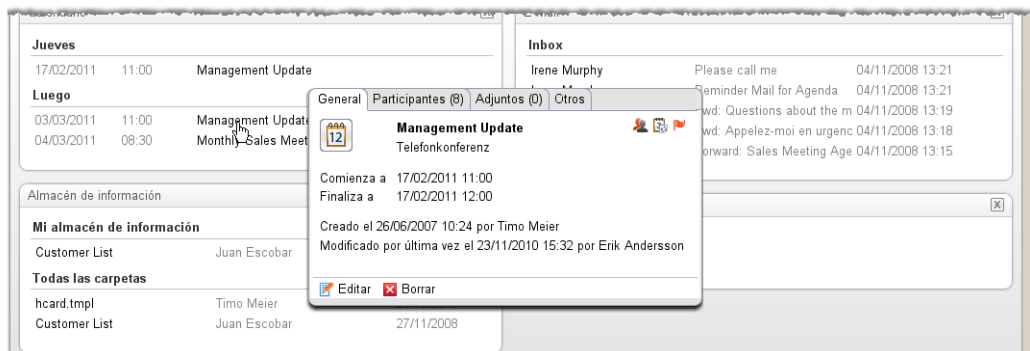 Jueves
17/02/2011 11:00 Management Update
Luego
03/03/2011 11:00 Management Update
04/03/2011 08:30 Monthly Sales Meet
Almacén de información
Mi almacén de información
Customer List Juan Escobar
Todas las carpetas
hcard.tmpl Timo Meier
Customer List Juan Escobar 27/11/2008
General Participantes (8) Adjuntos (0) Otros
12
Management Update
Telefonkonferenz
Comienza a 17/02/2011 11:00
Finaliza a 17/02/2011 12:00
Creado el 26/06/2007 10:24 por Timo Meier
Modificado por última vez el 23/11/2010 15:32 por Erik Andersson
Editar Borrar
Inbox
Irene Murphy Please call me 04/11/2008 13:21
Reminder Mail for Agenda 04/11/2008 13:21
wd: Questions about the m 04/11/2008 13:19
wd: Appelez-moi en urgenc 04/11/2008 13:18
orward: Sales Meeting Age 04/11/2008 13:15